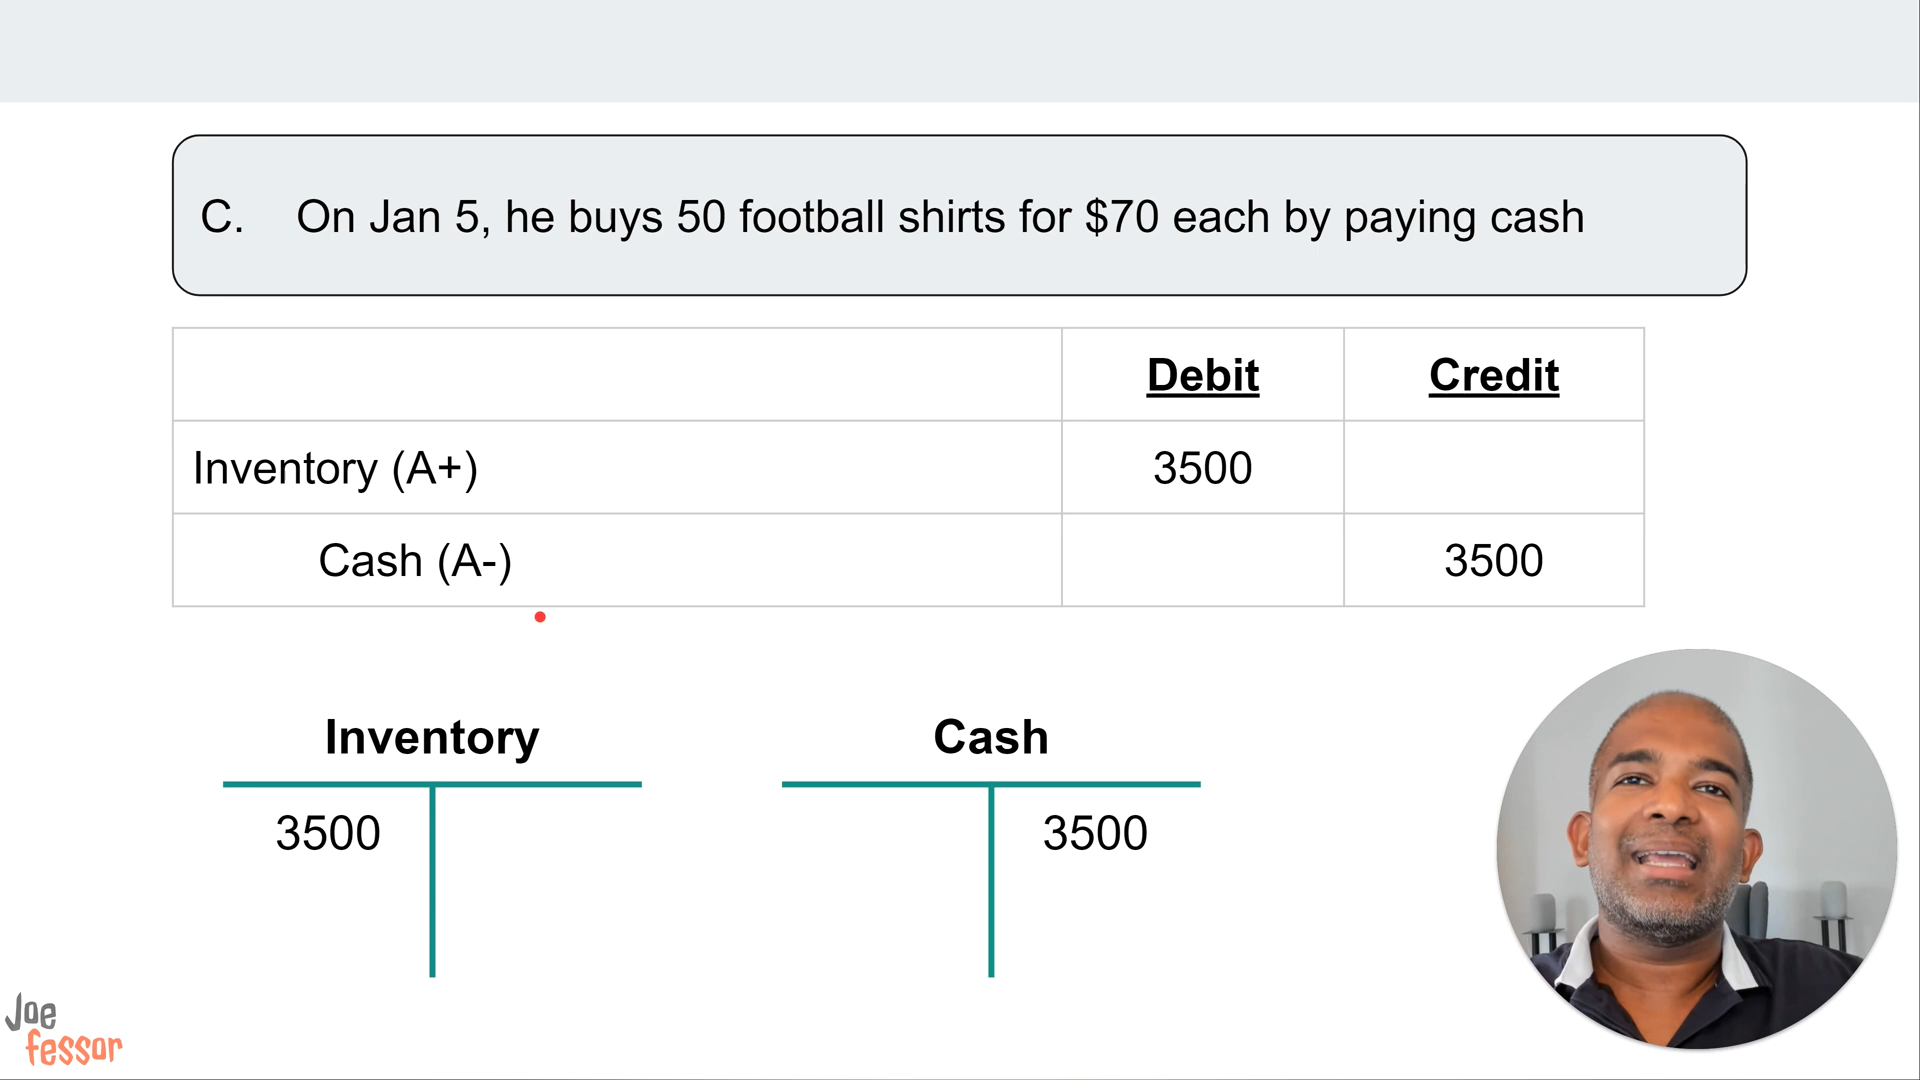 C. On Jan 5, he buys 50 football shirts for $70 each by paying cash
Debit Credit
Inventory (A+) 3500
Cash (A-) 3500
Inventory Cash
3500 3500
Joe
fessor